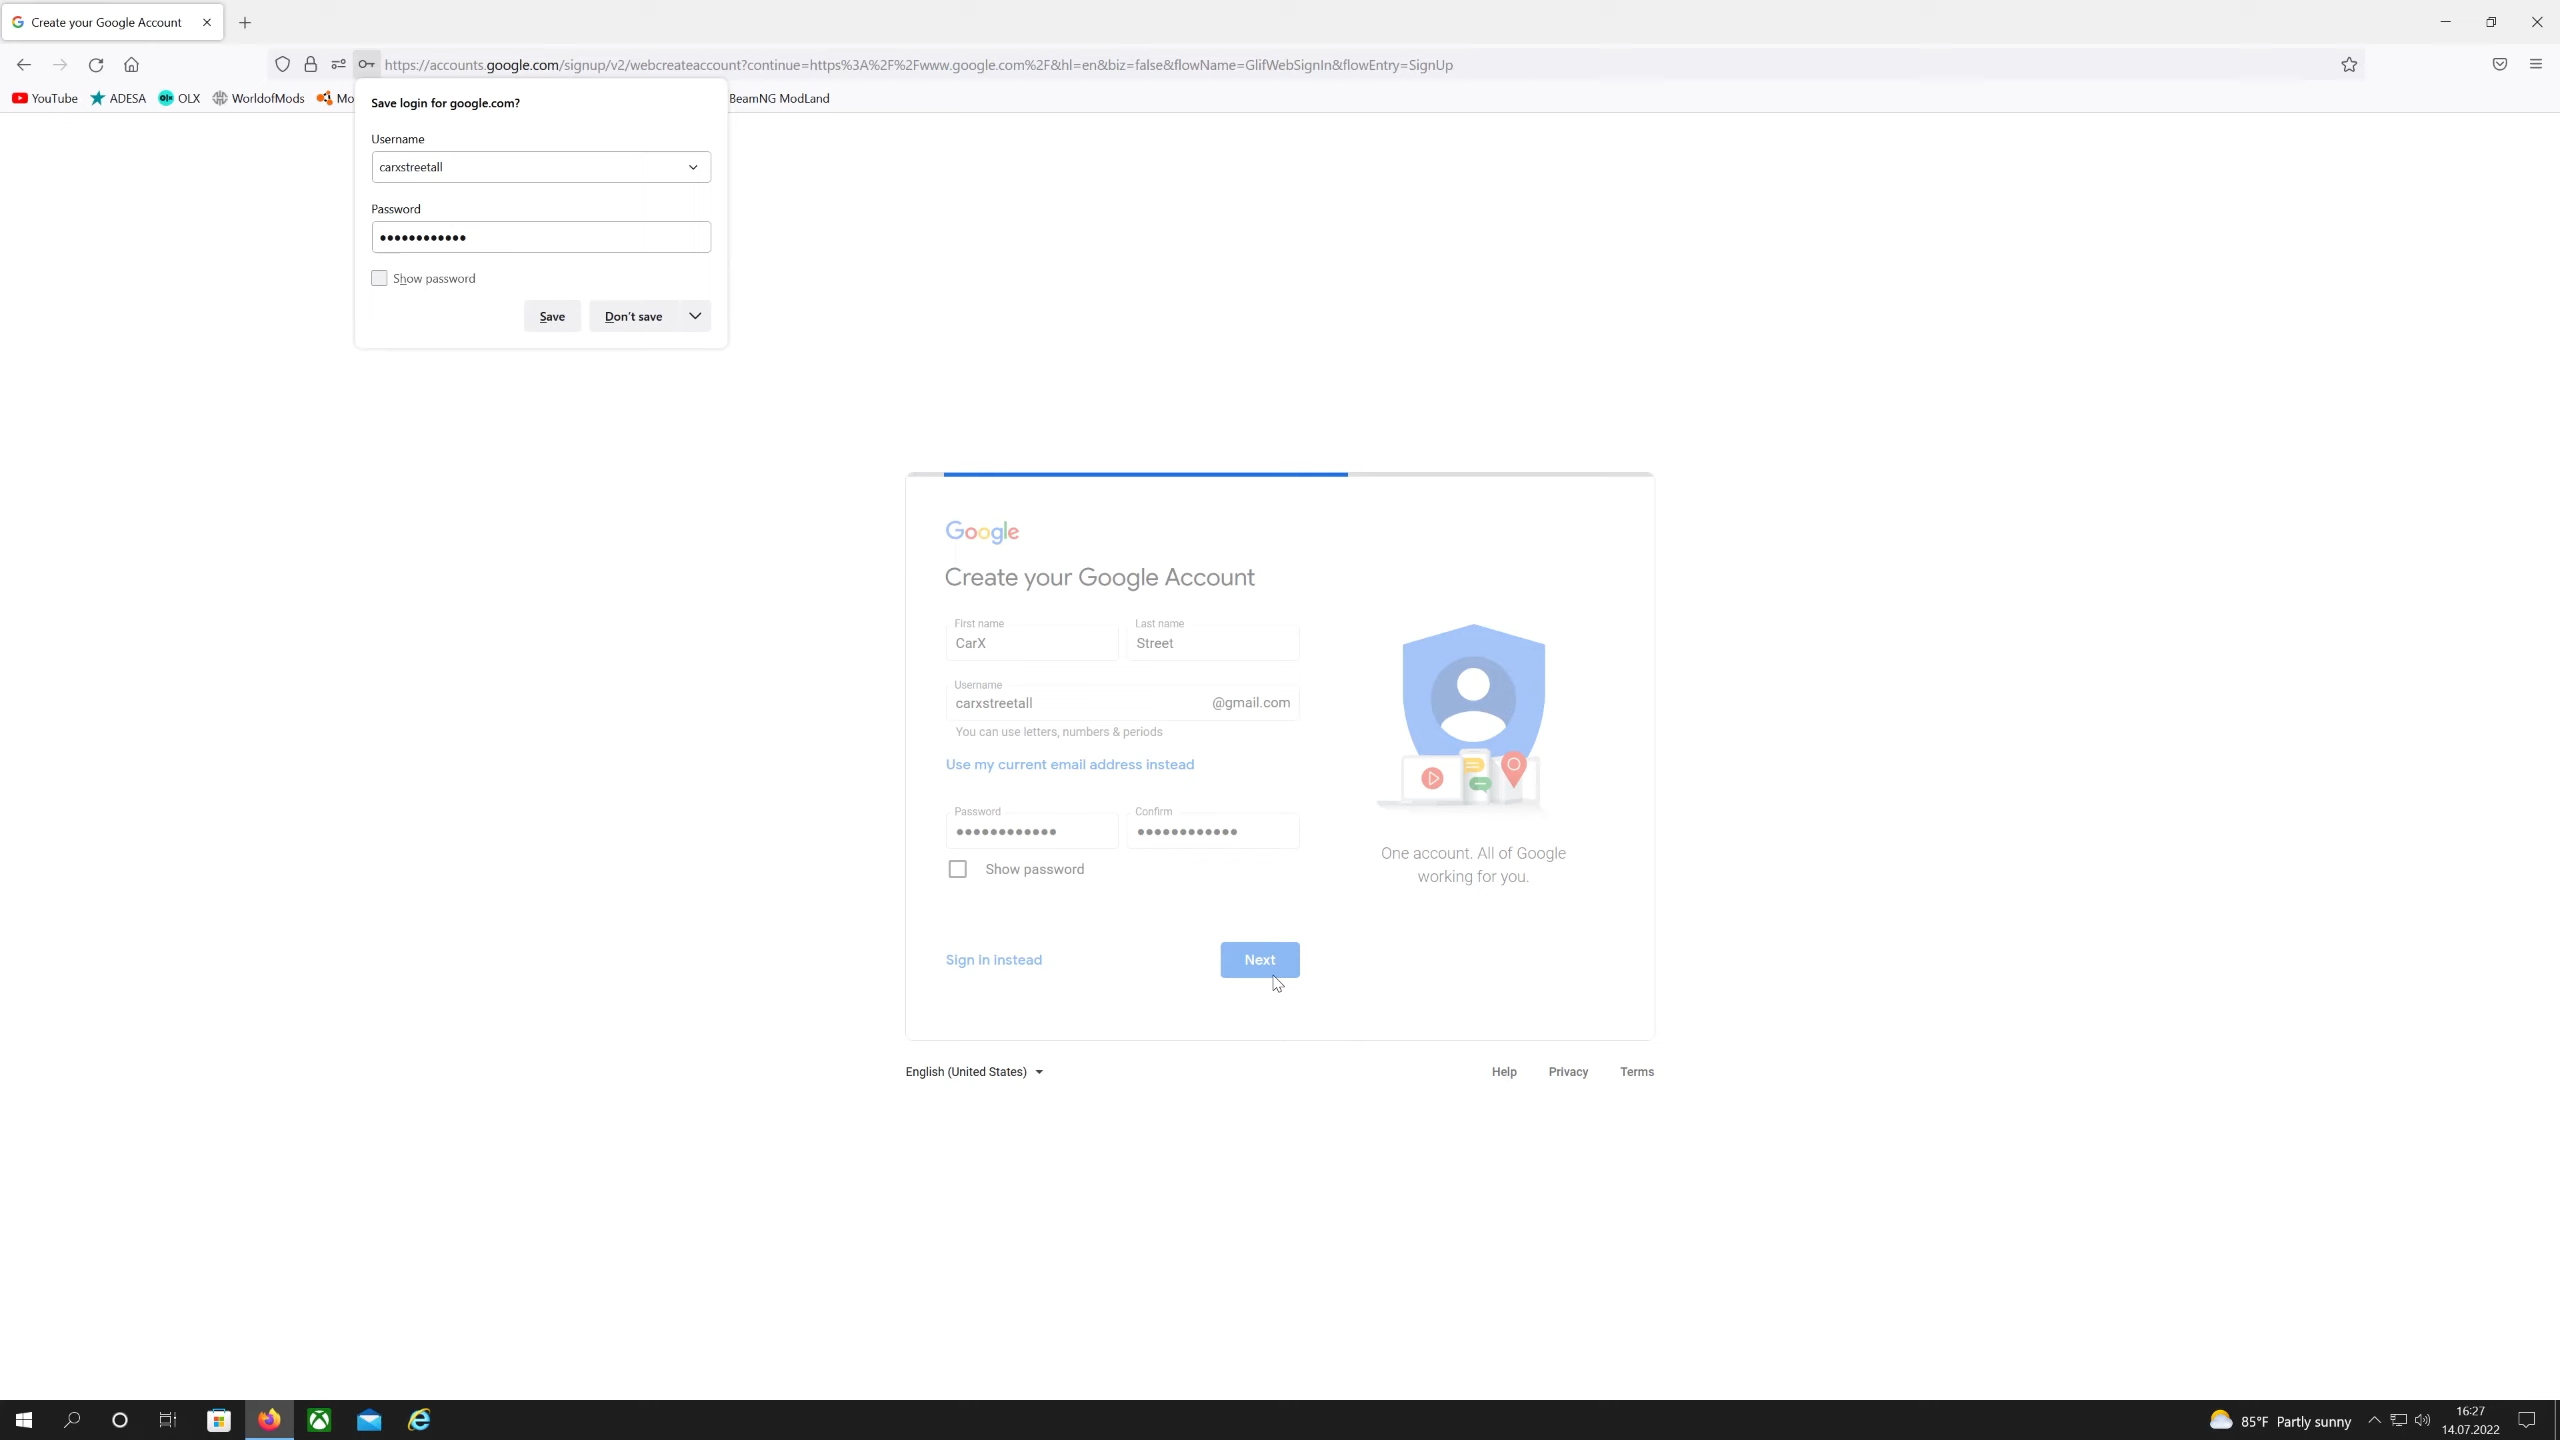 Create your Google Account
https://accounts.google.com/signup/v2/webcreateaccount?continue=https%3A%2F%2Fwww.google.com%2F&hl=en&biz=false&flowName=GlifWebSignIn&flowEntry=SignUp
YouTube ADESA OLX WorldofMods Mo BeamNG ModLand
Save login for google.com?
Username
carxstreetall
Password
••••••••••••
Show password
Save Don't save
Google
Create your Google Account
First name Last name
CarX Street
Username
carxstreetall @gmail.com
You can use letters, numbers & periods
Use my current email address instead
Password Confirm
•••••••••••• ••••••••••••
Show password
One account. All of Google
working for you.
Sign in instead Next
English (United States) Help Privacy Terms
85°F Partly sunny
16:27
14.07.2022